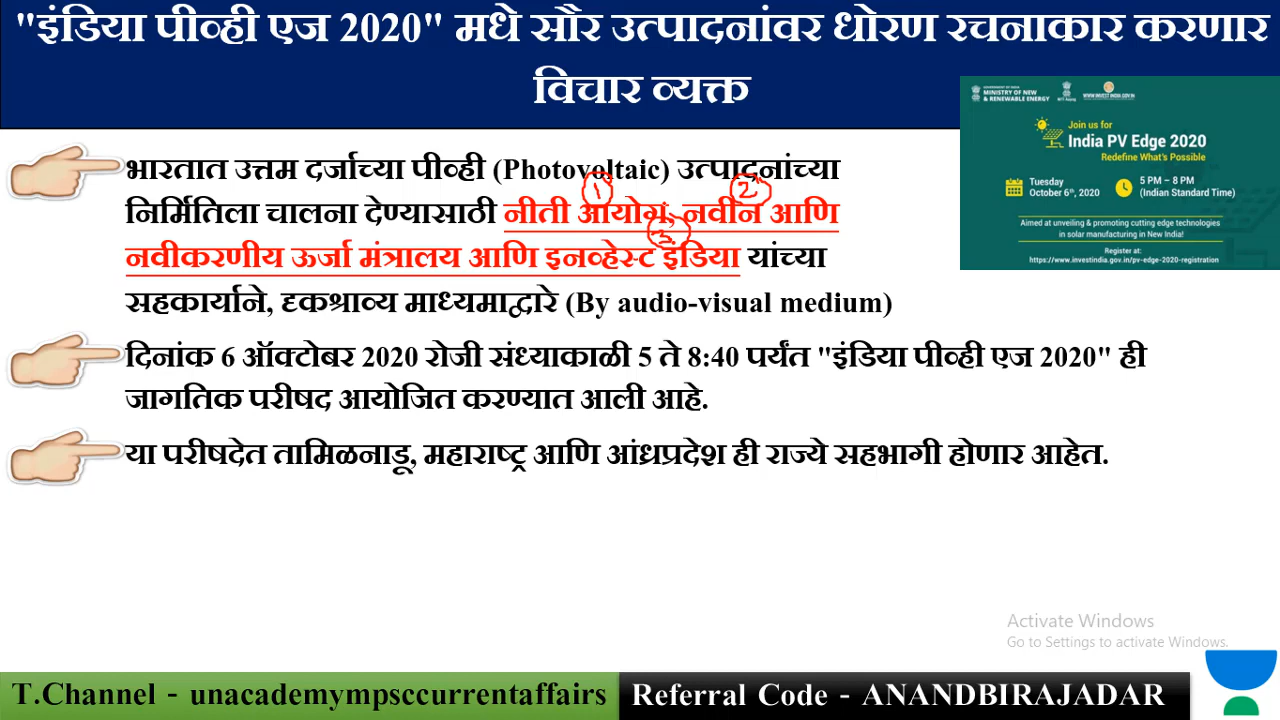 "इंडिया पीव्ही एज 2020" मधे सौर उत्पादनांवर धोरण रचनाकार करणार
विचार व्यक्त
MINISTRY OF NEW
& RENEWABLE ENERGY
WWW.INVESTINDIA.GOV.IN
Join us for
India PV Edge 2020
Redefine What's Possible
Tuesday
October 6th, 2020
5 PM – 8 PM
(Indian Standard Time)
Aimed at unveiling & promoting cutting edge technologies
in solar manufacturing in New India!
Register at:
https://www.investindia.gov.in/pv-edge-2020-registration
भारतात उत्तम दर्जाच्या पीव्ही (Photovoltaic) उत्पादनांच्या
1 2
निर्मितिला चालना देण्यासाठी नीती आयोग, नवीन आणि
3
नवीकरणीय ऊर्जा मंत्रालय आणि इनव्हेस्ट इंडिया यांच्या
सहकार्याने, दृकश्राव्य माध्यमाद्वारे (By audio-visual medium)
दिनांक 6 ऑक्टोबर 2020 रोजी संध्याकाळी 5 ते 8:40 पर्यंत "इंडिया पीव्ही एज 2020" ही
जागतिक परीषद आयोजित करण्यात आली आहे.
या परीषदेत तामिळनाडू, महाराष्ट्र आणि आंध्रप्रदेश ही राज्ये सहभागी होणार आहेत.
Activate Windows
Go to Settings to activate Windows.
T.Channel - unacademympsccurrentaffairs
Referral Code - ANANDBIRAJADAR